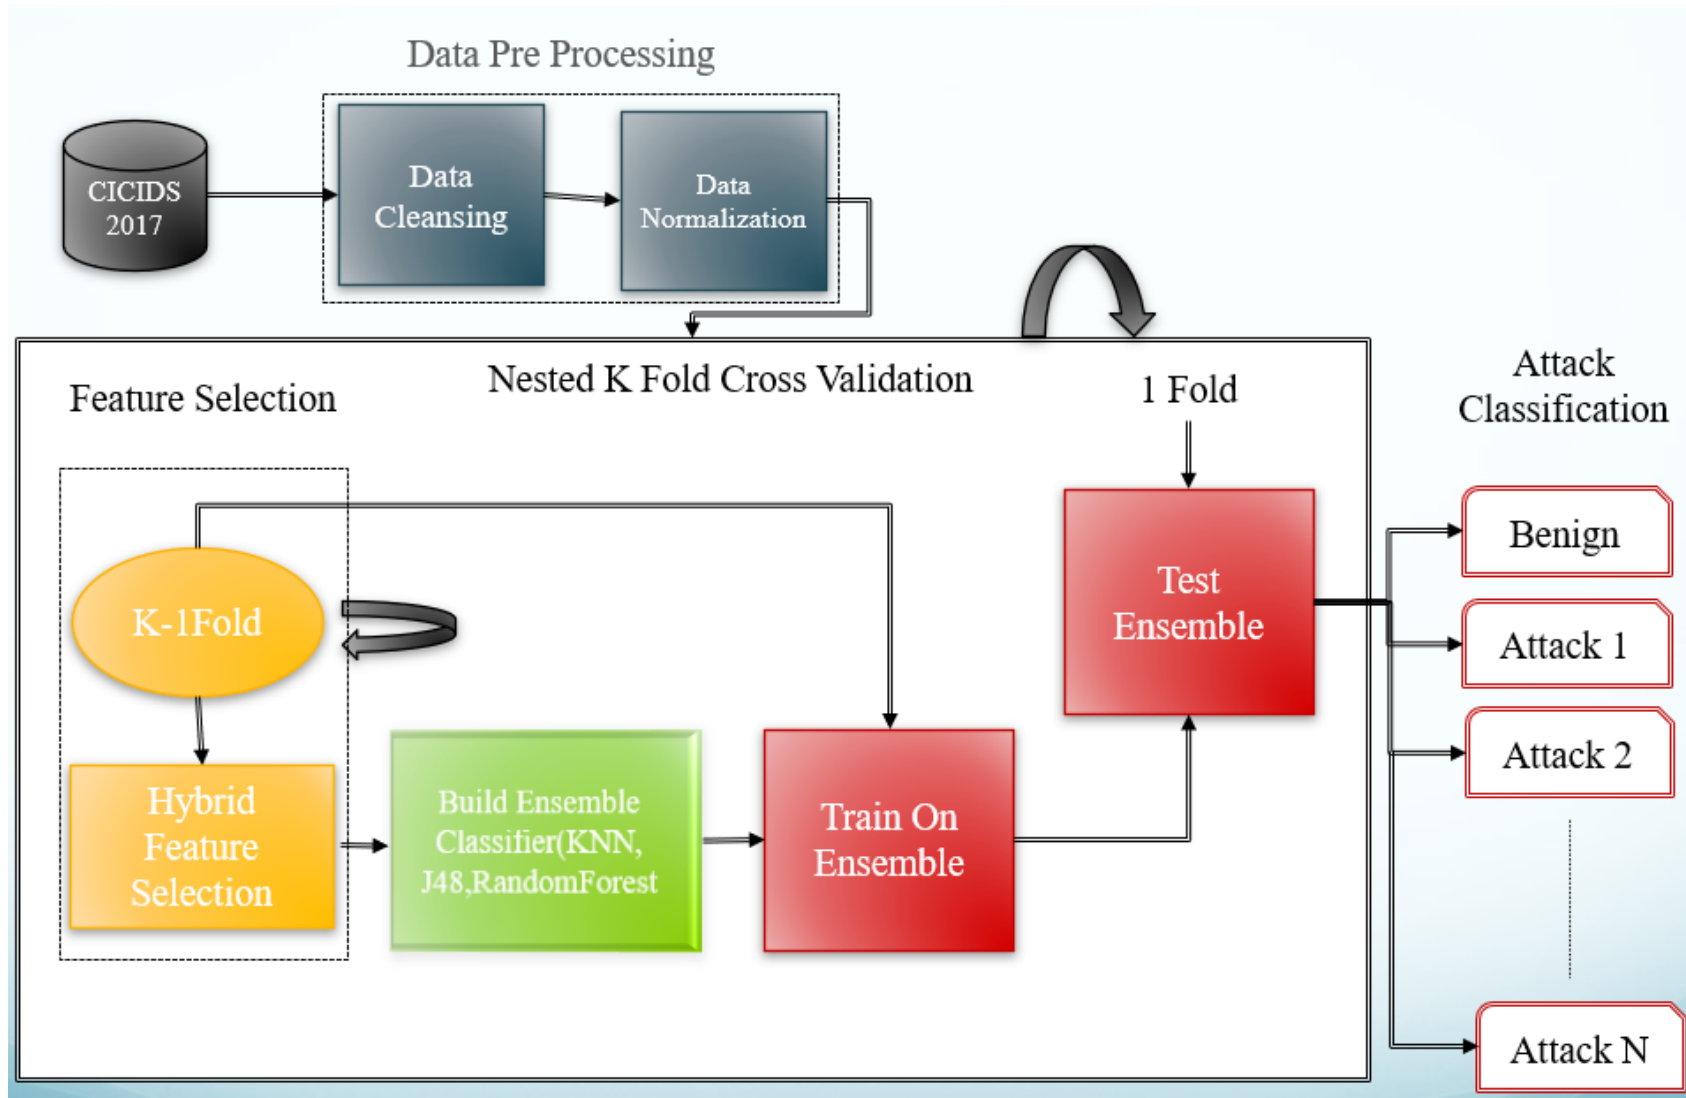 Data Pre Processing
CICIDS
2017
Data
Cleansing
Data
Normalization
Nested K Fold Cross Validation
Feature Selection
1 Fold
Attack
Classification
K-1Fold
Hybrid
Feature
Selection
Build Ensemble
Classifier(KNN,
J48,RandomForest
Train On
Ensemble
Test
Ensemble
Benign
Attack 1
Attack 2
Attack N